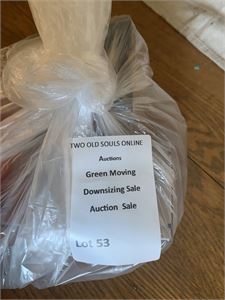 TWO OLD SOULS ONLINE
Auctions
Green Moving
Downsizing Sale
Auction Sale
Lot 53